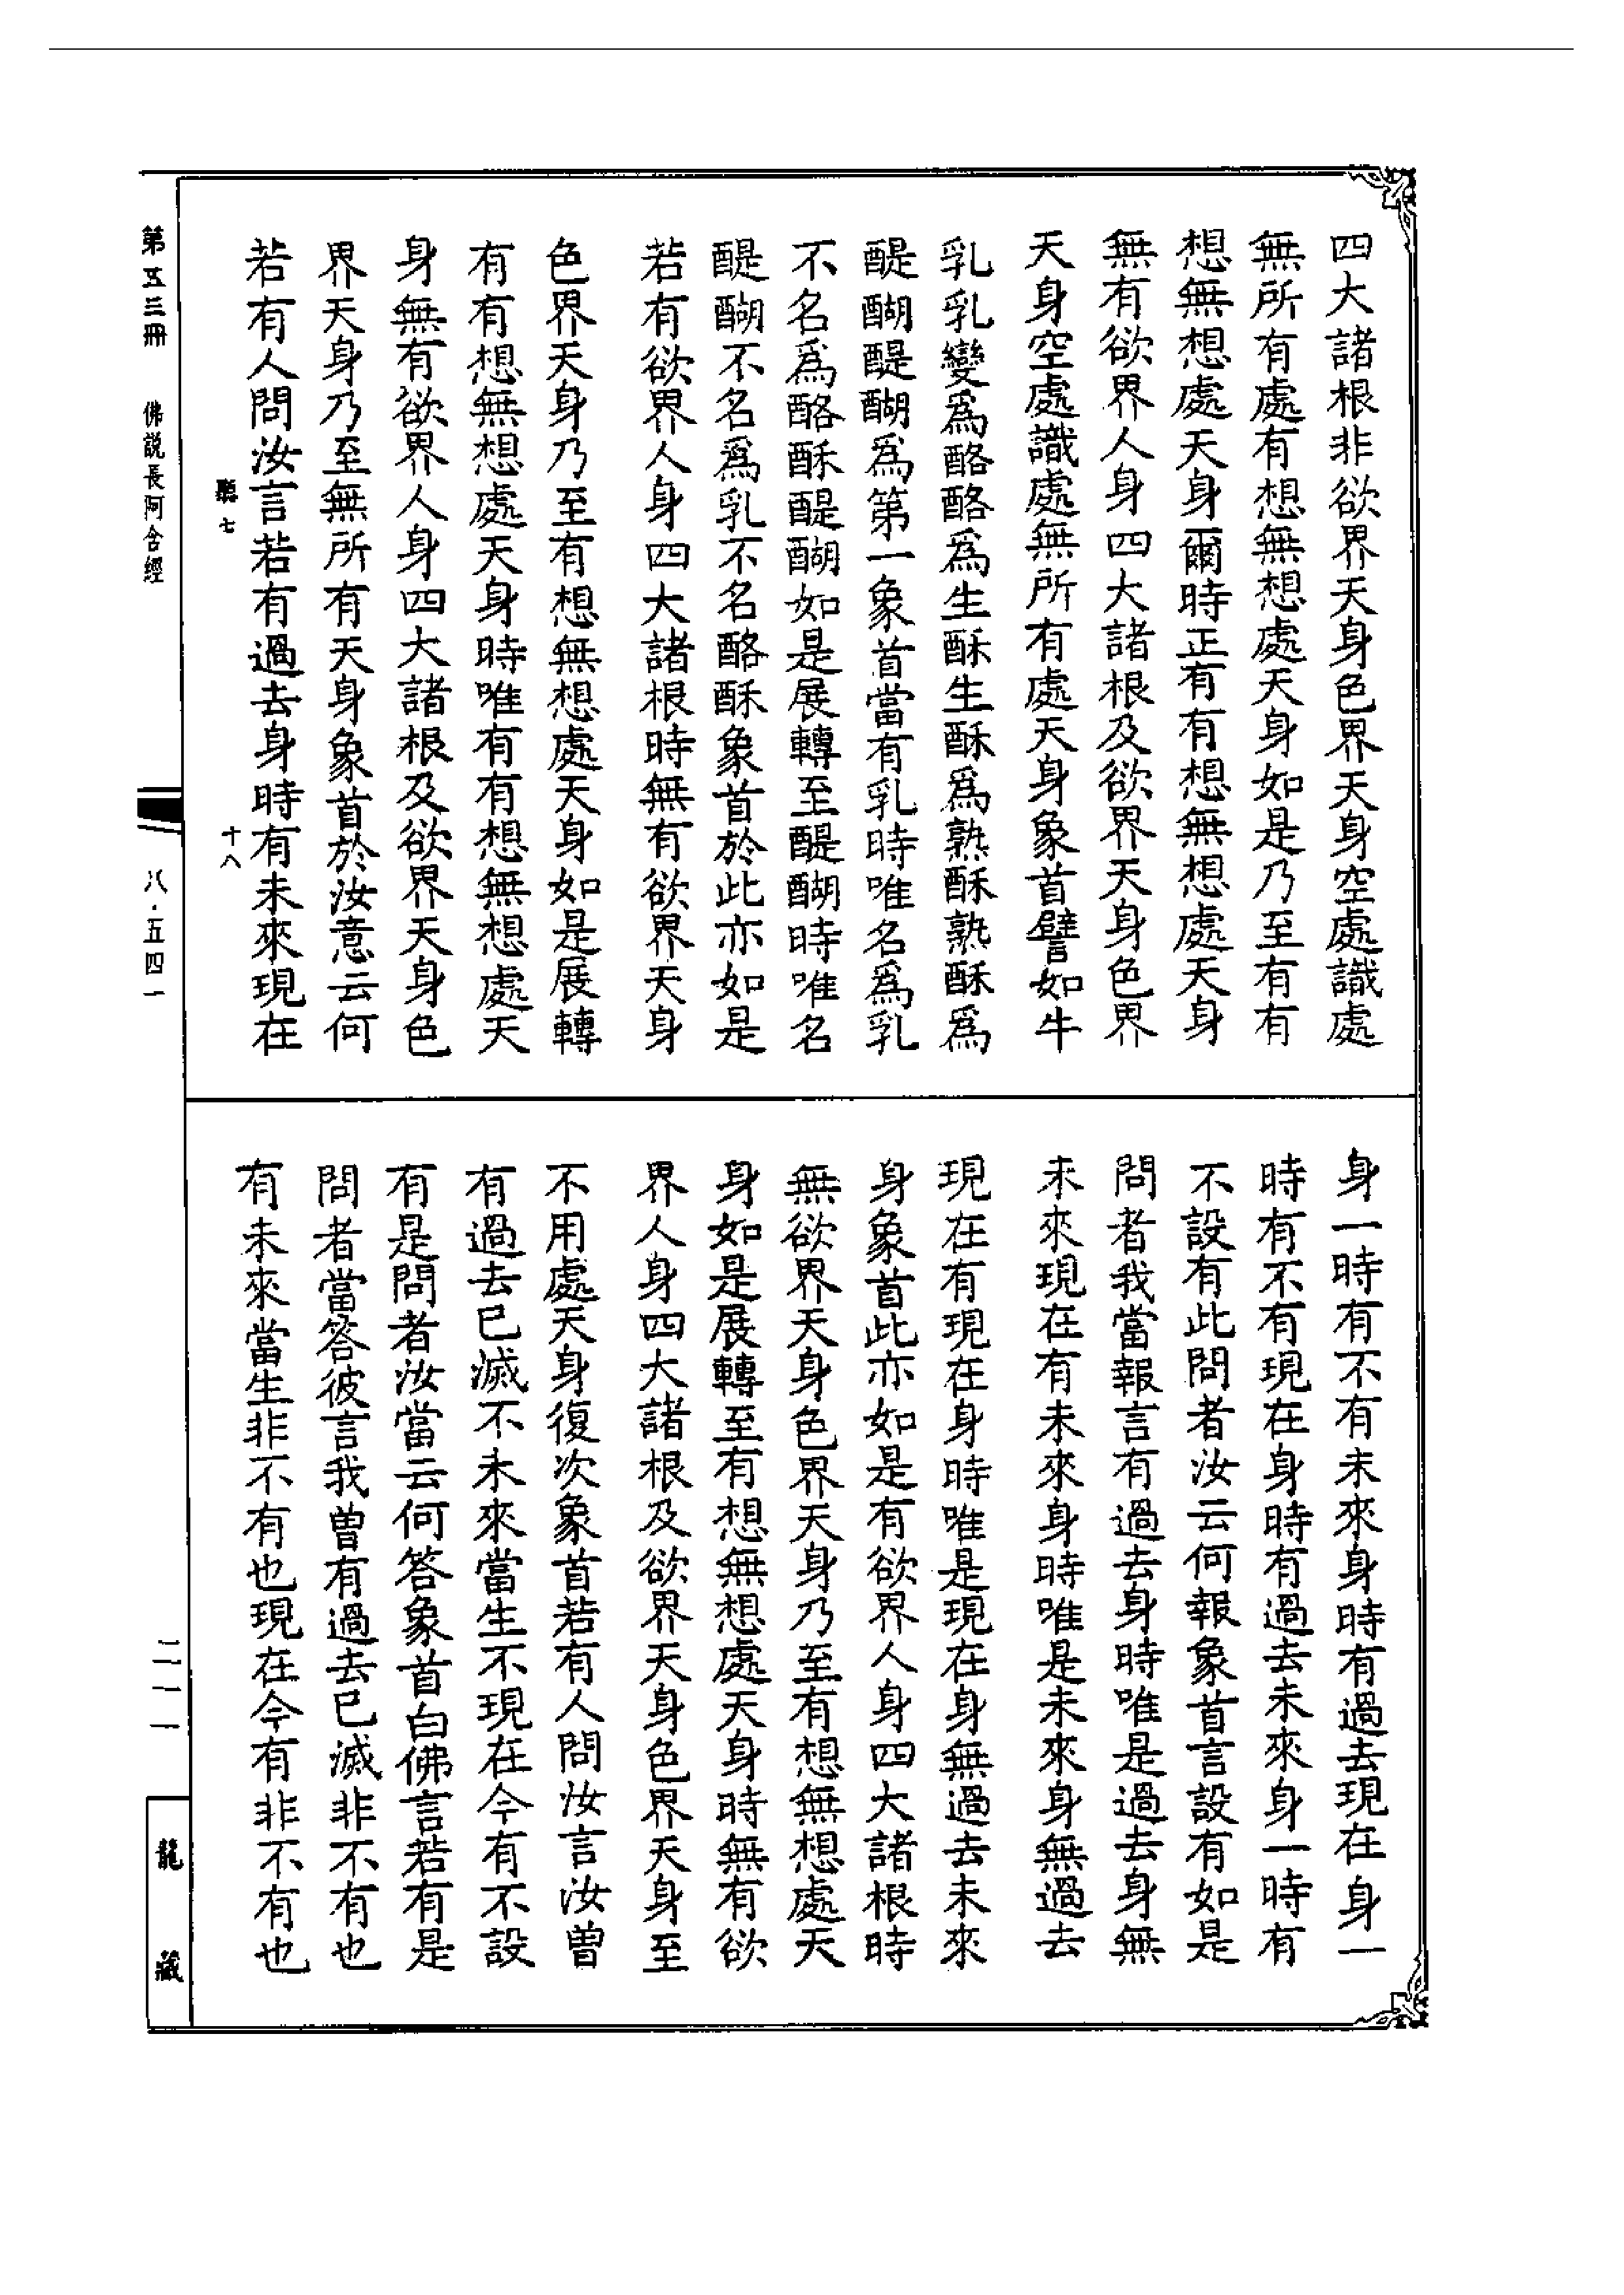 四大諸根非欲界天身色界天身空處識處
無所有處有想無想處天身如是乃至有有
想無想處天身爾時正有有想無想處天身
無有欲界人身四大諸根及欲界天身色界
天身空處識處無所有處天身象首譬如牛
乳乳變爲酪酪爲生酥生酥爲熟酥熟酥爲
醍醐醍醐爲第一象首當有乳時唯名爲乳
不名爲酪酥醍醐如是展轉至醍醐時唯名
醍醐不名爲乳不名酪酥象首於此亦如是
若有欲界人身四大諸根時無有欲界天身
色界天身乃至有想無想處天身如是展轉
有有想無想處天身時唯有有想無想處天
身無有欲界人身四大諸根及欲界天身色
界天身乃至無所有天身象首於汝意云何
若有人問汝言若有過去身時有未來現在
身一時有不有未來身時有過去現在身一
時有不有現在身時有過去未來身一時有
不設有此問者汝云何報象首言設有如是
問者我當報言有過去身時唯是過去身無
未來現在有未來身時唯是未來身無過去
現在有現在身時唯是現在身無過去未來
身象首此亦如是有欲界人身四大諸根時
無欲界天身色界天身乃至有想無想處天
身如是展轉至有想無想處天身時無有欲
界人身四大諸根及欲界天身色界天身至
不用處天身復次象首若有人問汝言汝曾
有過去已滅不未來當生不現在今有不設
有是問者汝當云何答象首白佛言若有是
問者當答彼言我曾有過去已滅非不有也
有未來當生非不有也現在今有非不有也
聽七 十八
第五三冊 佛説長阿含經 八·五四一 二一一 龍藏